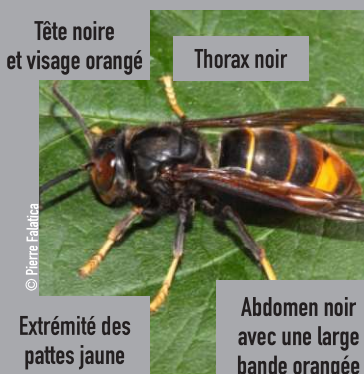 Tête noire
et visage orangé
Thorax noir
© Pierre Falatica
Extrémité des
pattes jaune
Abdomen noir
avec une large
bande orangée